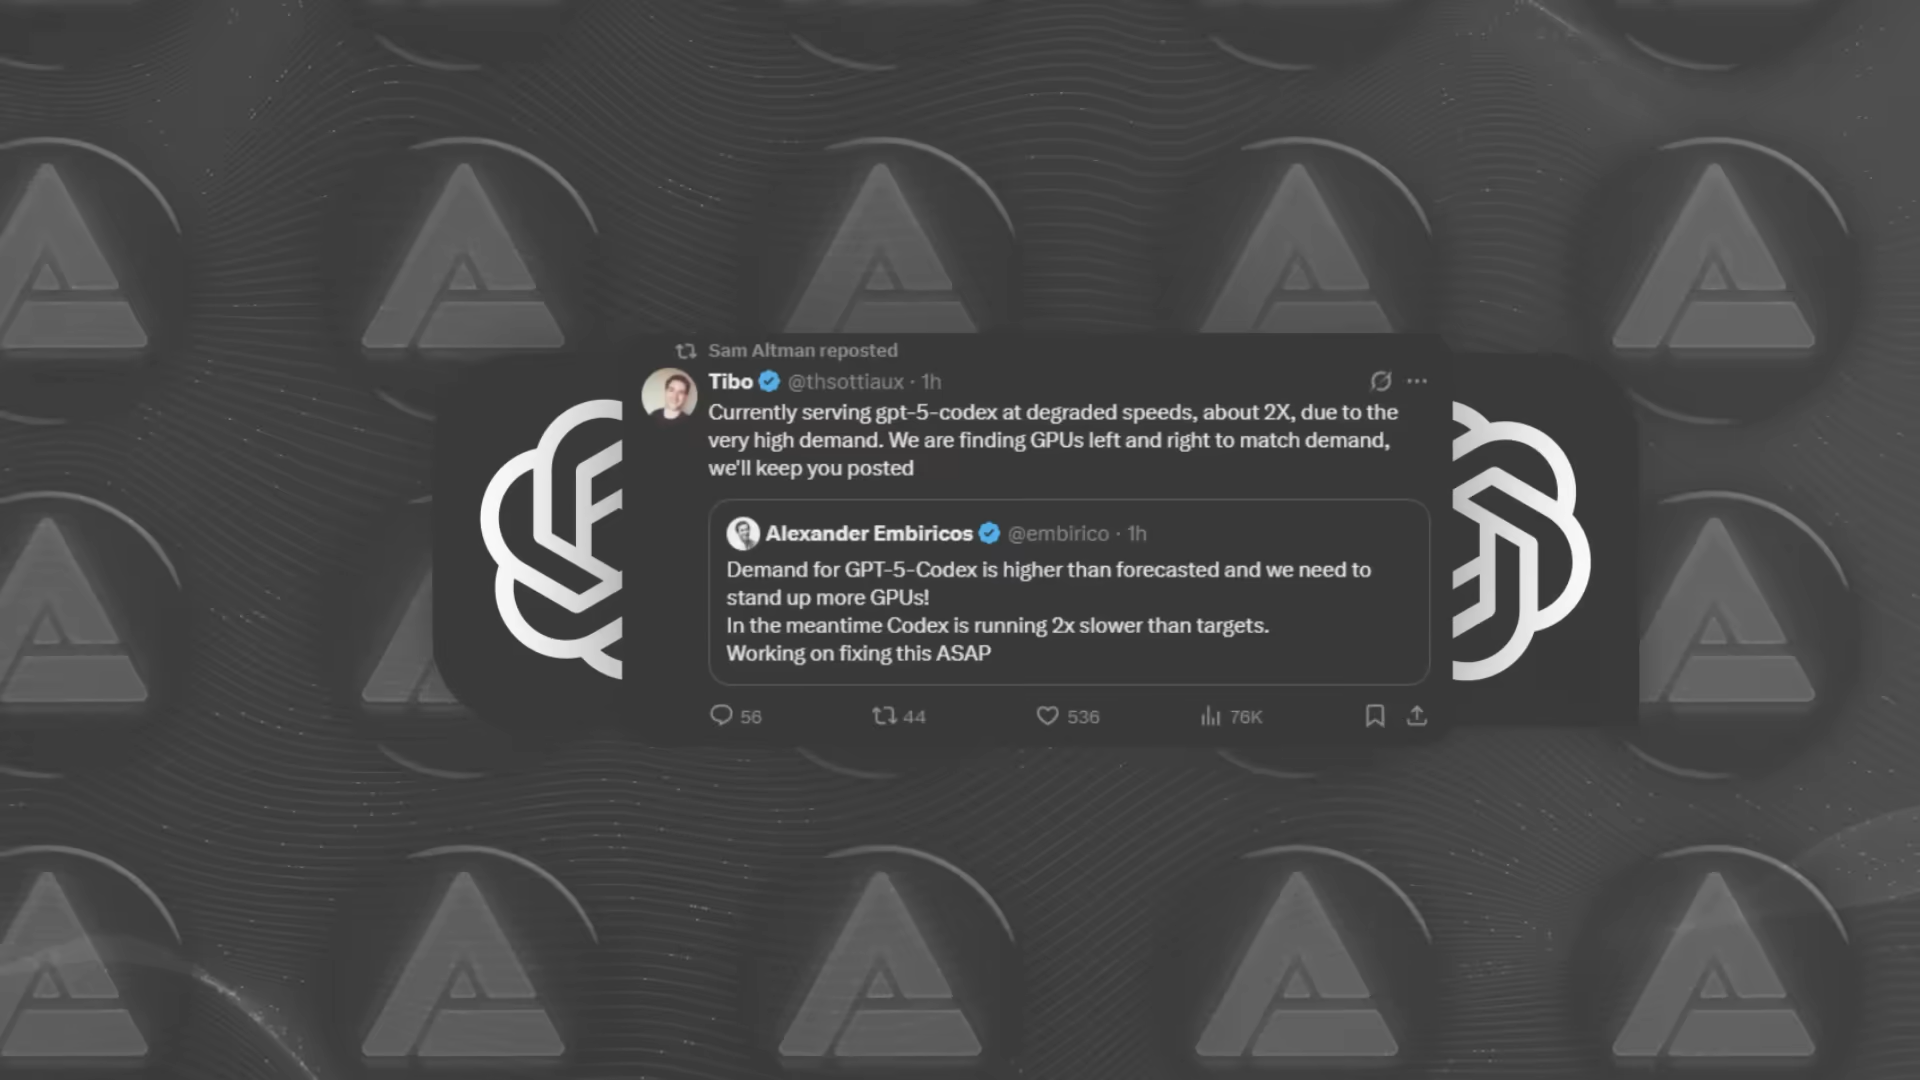 Sam Altman reposted
Tibo @thsottiaux · 1h
Currently serving gpt-5-codex at degraded speeds, about 2X, due to the
very high demand. We are finding GPUs left and right to match demand,
we'll keep you posted
Alexander Embiricos @embirico · 1h
Demand for GPT-5-Codex is higher than forecasted and we need to
stand up more GPUs!
In the meantime Codex is running 2x slower than targets.
Working on fixing this ASAP
56 44 536 76K